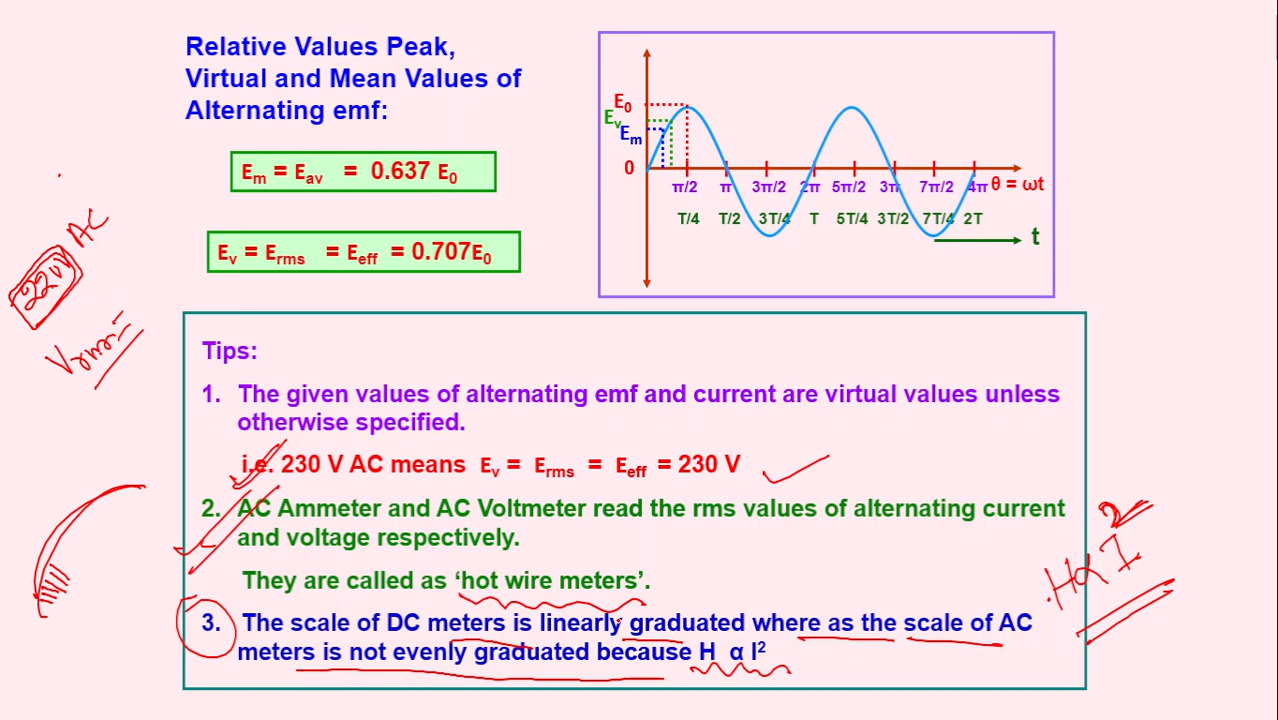 Relative Values Peak,
Virtual and Mean Values of
Alternating emf:
Em = Eav = 0.637 E0
Ev = Erms = Eeff = 0.707E0
E0
Ev
Em
0
π/2 π 3π/2 2π 5π/2 3π 7π/2 4π θ = ωt
T/4 T/2 3T/4 T 5T/4 3T/2 7T/4 2T
t
220V AC
Vrms
Tips:
1. The given values of alternating emf and current are virtual values unless
otherwise specified.
i.e. 230 V AC means Ev = Erms = Eeff = 230 V
2. AC Ammeter and AC Voltmeter read the rms values of alternating current
and voltage respectively.
They are called as ‘hot wire meters’.
3. The scale of DC meters is linearly graduated where as the scale of AC
meters is not evenly graduated because H α I²
H α I²